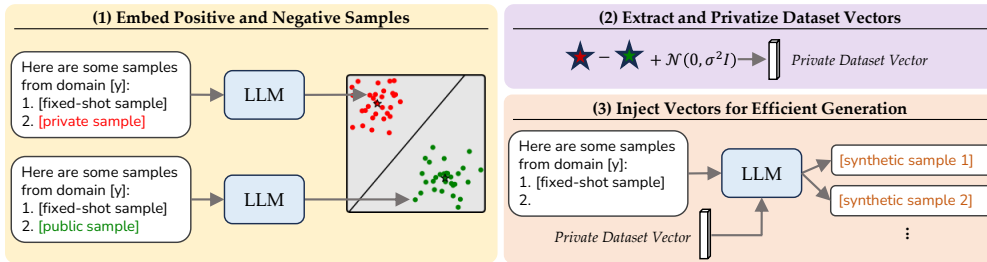 (1) Embed Positive and Negative Samples
Here are some samples
from domain [y]:
1. [fixed-shot sample]
2. [private sample]
LLM
Here are some samples
from domain [y]:
1. [fixed-shot sample]
2. [public sample]
LLM
(2) Extract and Privatize Dataset Vectors
− + 𝒩(0, σ²I)
Private Dataset Vector
(3) Inject Vectors for Efficient Generation
Here are some samples
from domain [y]:
1. [fixed-shot sample]
2.
LLM
[synthetic sample 1]
[synthetic sample 2]
⋮
Private Dataset Vector